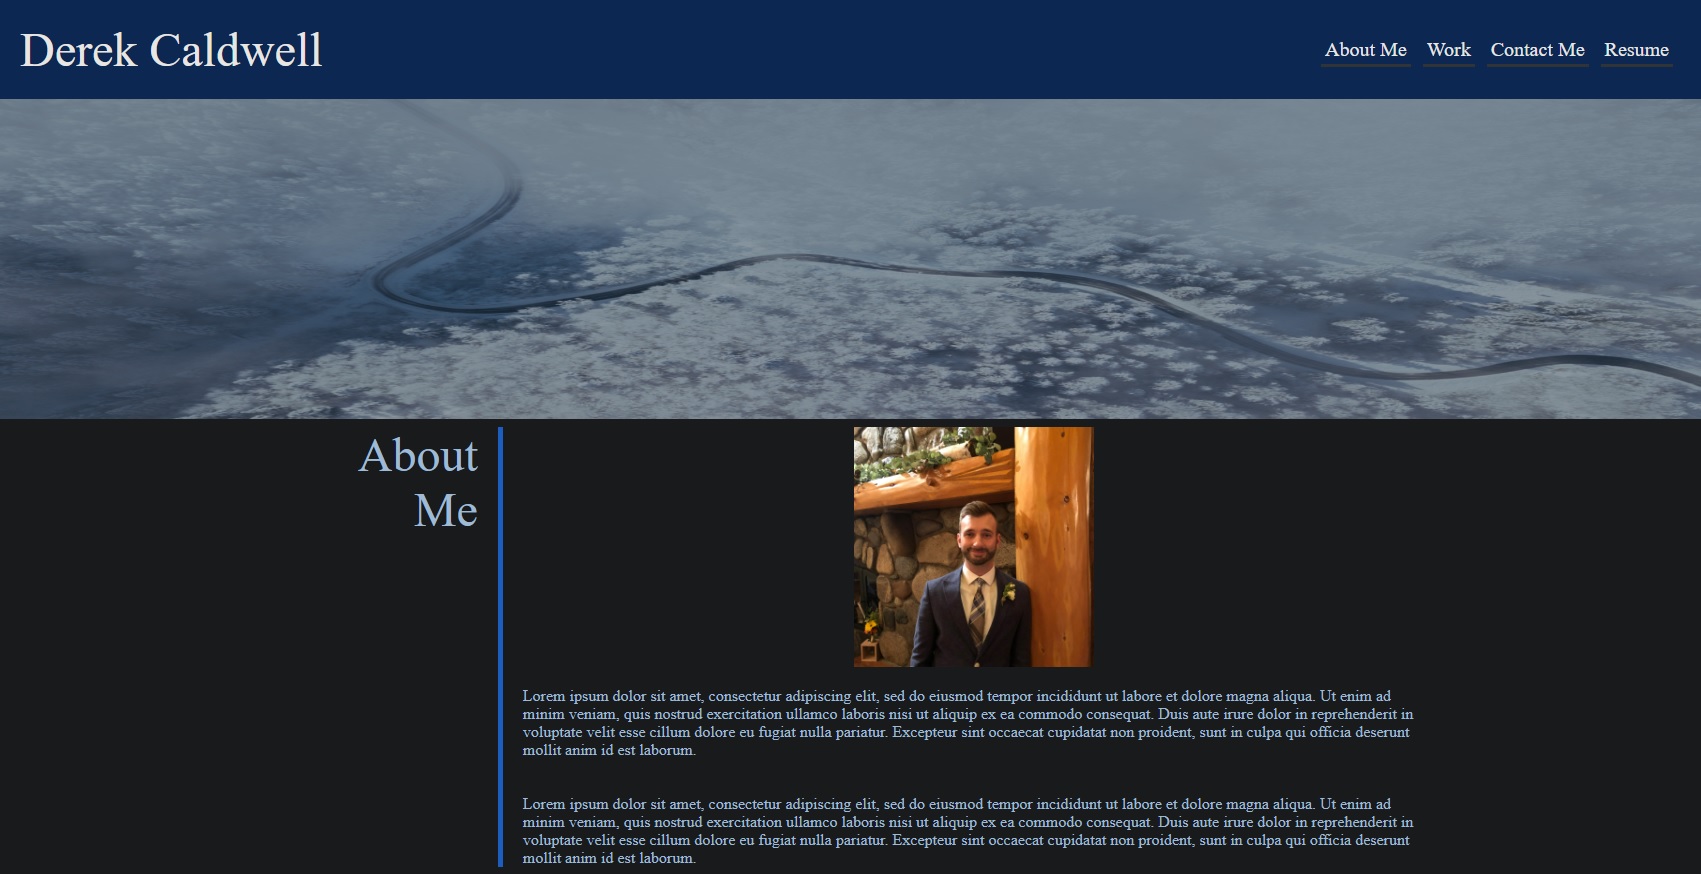 Derek Caldwell
About Me Work Contact Me Resume
About
Me
Lorem ipsum dolor sit amet, consectetur adipiscing elit, sed do eiusmod tempor incididunt ut labore et dolore magna aliqua. Ut enim ad
minim veniam, quis nostrud exercitation ullamco laboris nisi ut aliquip ex ea commodo consequat. Duis aute irure dolor in reprehenderit in
voluptate velit esse cillum dolore eu fugiat nulla pariatur. Excepteur sint occaecat cupidatat non proident, sunt in culpa qui officia deserunt
mollit anim id est laborum.
Lorem ipsum dolor sit amet, consectetur adipiscing elit, sed do eiusmod tempor incididunt ut labore et dolore magna aliqua. Ut enim ad
minim veniam, quis nostrud exercitation ullamco laboris nisi ut aliquip ex ea commodo consequat. Duis aute irure dolor in reprehenderit in
voluptate velit esse cillum dolore eu fugiat nulla pariatur. Excepteur sint occaecat cupidatat non proident, sunt in culpa qui officia deserunt
mollit anim id est laborum.